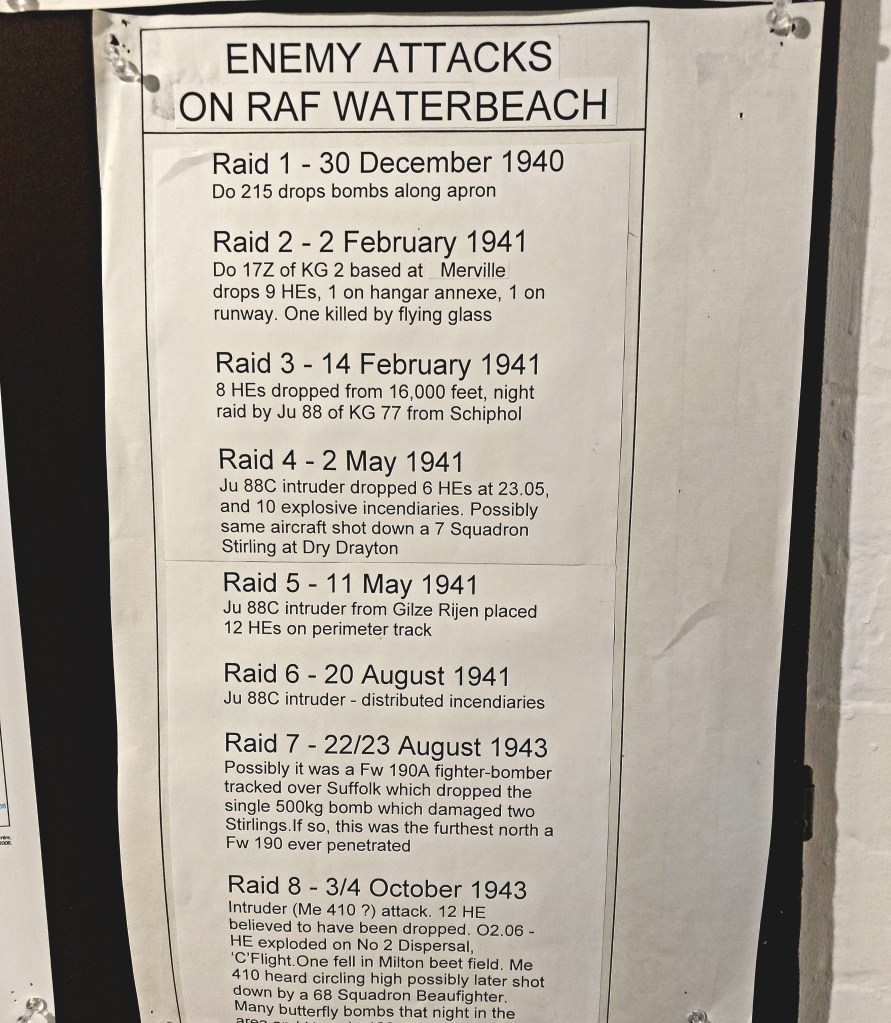 ENEMY ATTACKS
ON RAF WATERBEACH
Raid 1 - 30 December 1940
Do 215 drops bombs along apron
Raid 2 - 2 February 1941
Do 17Z of KG 2 based at Merville
drops 9 HEs, 1 on hangar annexe, 1 on
runway. One killed by flying glass
Raid 3 - 14 February 1941
8 HEs dropped from 16,000 feet, night
raid by Ju 88 of KG 77 from Schiphol
Raid 4 - 2 May 1941
Ju 88C intruder dropped 6 HEs at 23.05,
and 10 explosive incendiaries. Possibly
same aircraft shot down a 7 Squadron
Stirling at Dry Drayton
Raid 5 - 11 May 1941
Ju 88C intruder from Gilze Rijen placed
12 HEs on perimeter track
Raid 6 - 20 August 1941
Ju 88C intruder - distributed incendiaries
Raid 7 - 22/23 August 1943
Possibly it was a Fw 190A fighter-bomber
tracked over Suffolk which dropped the
single 500kg bomb which damaged two
Stirlings.If so, this was the furthest north a
Fw 190 ever penetrated
Raid 8 - 3/4 October 1943
Intruder (Me 410 ?) attack. 12 HE
believed to have been dropped. O2.06 -
HE exploded on No 2 Dispersal,
'C'Flight.One fell in Milton beet field. Me
410 heard circling high possibly later shot
down by a 68 Squadron Beaufighter.
Many butterfly bombs that night in the